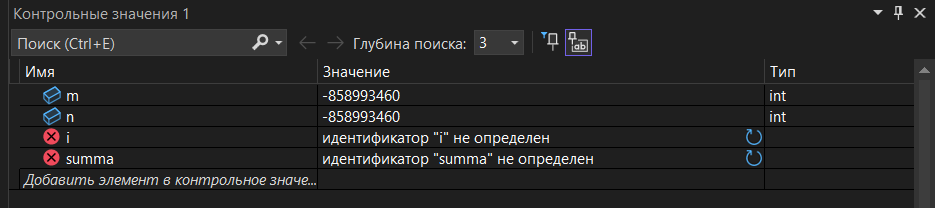 Контрольные значения 1
Поиск (Ctrl+E) Глубина поиска: 3
Имя Значение Тип
m -858993460 int
n -858993460 int
i идентификатор "i" не определен
summa идентификатор "summa" не определен
Добавить элемент в контрольное значе...